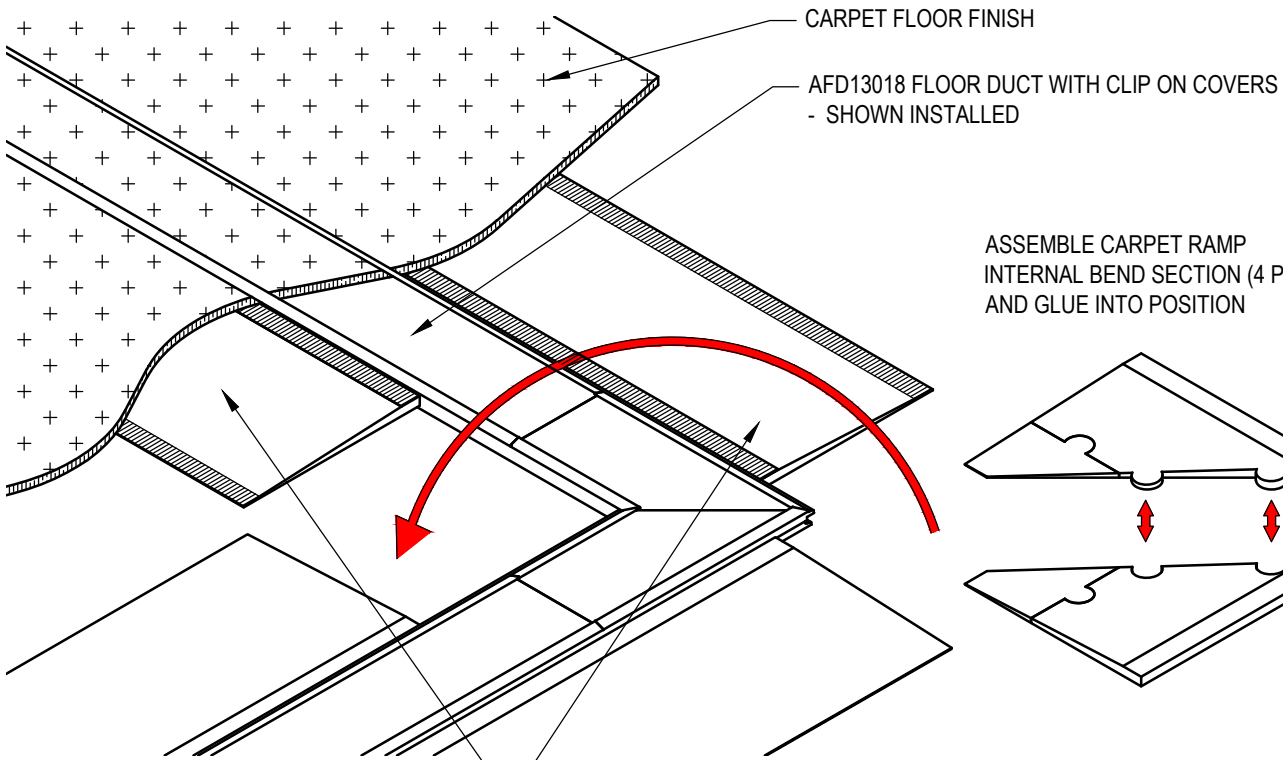 CARPET FLOOR FINISH
AFD13018 FLOOR DUCT WITH CLIP ON COVERS
- SHOWN INSTALLED
ASSEMBLE CARPET RAMP
INTERNAL BEND SECTION (4 P
AND GLUE INTO POSITION